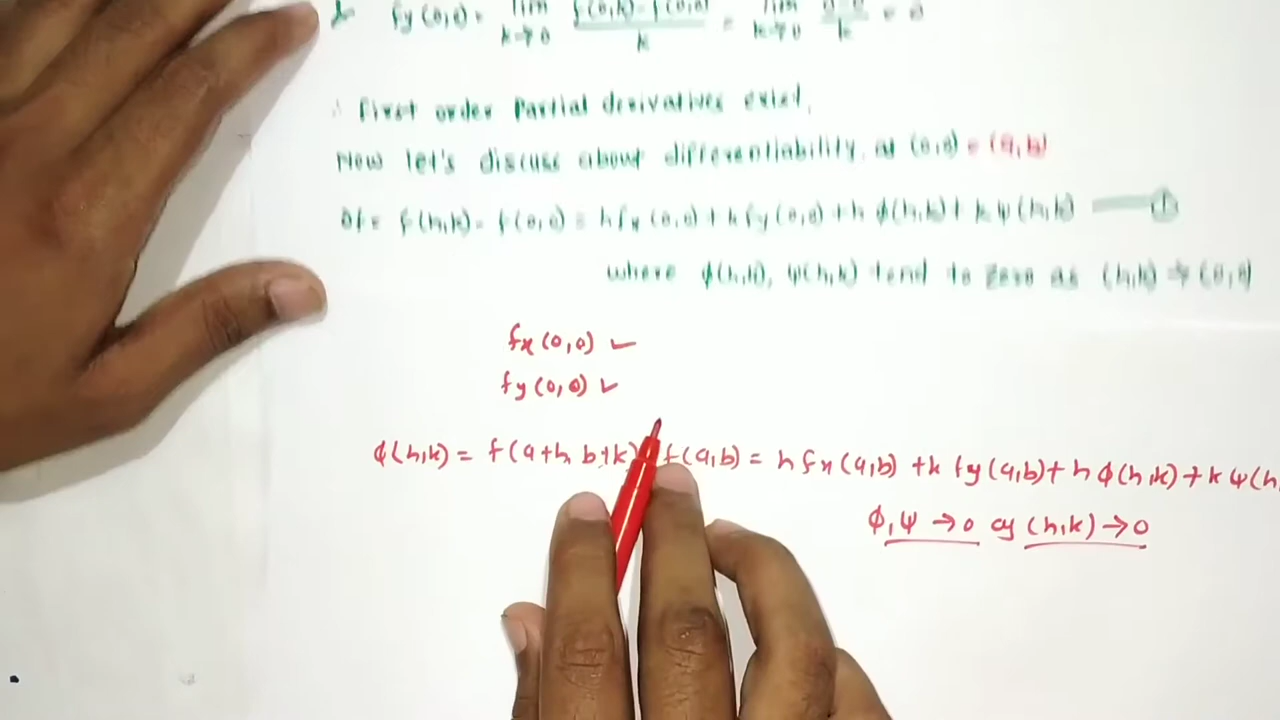 fy(0,0) = lim k→0 f(0,k) - f(0,0) / k = lim k→0 0-0 / k = 0
∴ First order Partial derivatives exist.
Now let's discuss about differentiability at (0,0) = (a,b)
f(h,k) - f(0,0) = h fx(0,0) + k fy(0,0) + h ϕ(h,k) + k ψ(h,k) — ①
where ϕ(h,k), ψ(h,k) tend to zero as (h,k) → (0,0)
fx(0,0) ✓
fy(0,0) ✓
ϕ(h,k) = f(a+h, b+k) f(a,b) = h fx(a,b) + k fy(a,b) + h ϕ(h,k) + k ψ(h,
ϕ,ψ → 0 as (h,k) → 0